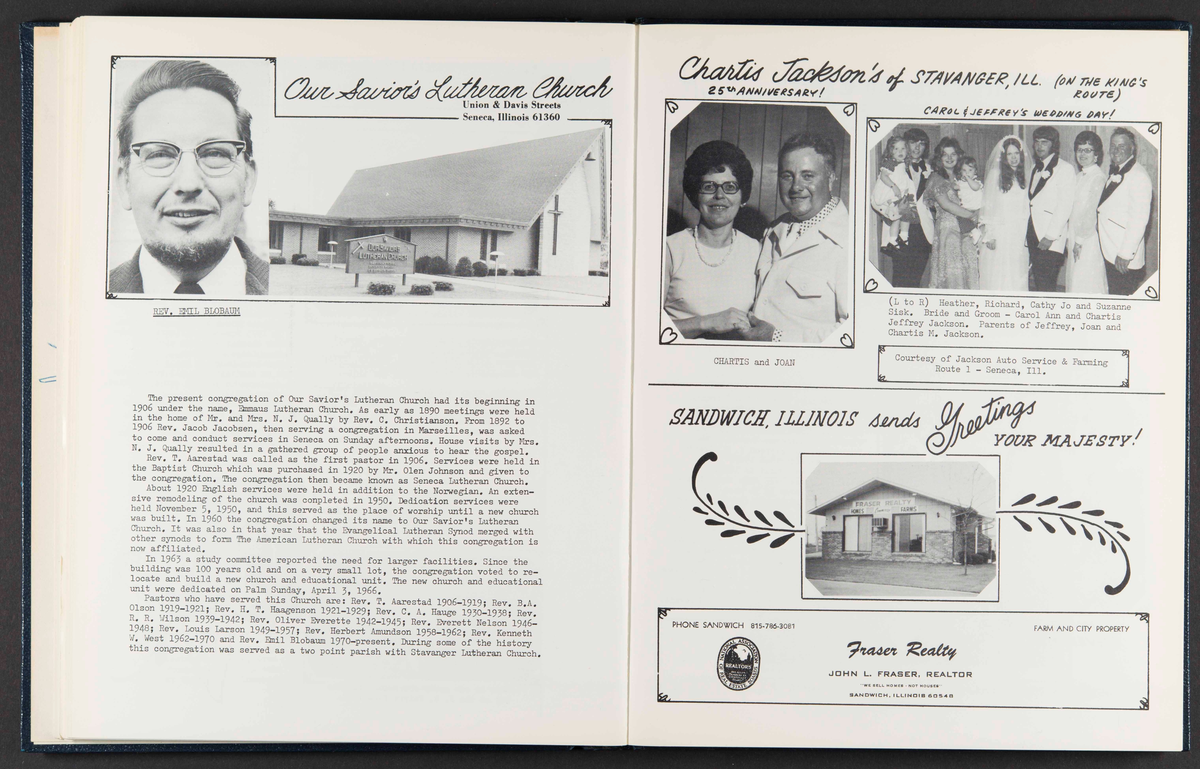 Our Savior's Lutheran Church
Union & Davis Streets
Seneca, Illinois 61360
OUR SAVIOR'S
LUTHERAN CHURCH
REV. EMIL BLOBAUM
The present congregation of Our Savior's Lutheran Church had its beginning in
1906 under the name, Emmaus Lutheran Church. As early as 1890 meetings were held
in the home of Mr. and Mrs. N. J. Qually by Rev. C. Christianson. From 1892 to
1906 Rev. Jacob Jacobsen, then serving a congregation in Marseilles, was asked
to come and conduct services in Seneca on Sunday afternoons. House visits by Mrs.
N. J. Qually resulted in a gathered group of people anxious to hear the gospel.
Rev. T. Aarestad was called as the first pastor in 1906. Services were held in
the Baptist Church which was purchased in 1920 by Mr. Olen Johnson and given to
the congregation. The congregation then became known as Seneca Lutheran Church.
About 1920 English services were held in addition to the Norwegian. An exten-
sive remodeling of the church was completed in 1950. Dedication services were
held November 5, 1950, and this served as the place of worship until a new church
was built. In 1960 the congregation changed its name to Our Savior's Lutheran
Church. It was also in that year that the Evangelical Lutheran Synod merged with
other synods to form The American Lutheran Church with which this congregation is
now affiliated.
In 1963 a study committee reported the need for larger facilities. Since the
building was 100 years old and on a very small lot, the congregation voted to re-
locate and build a new church and educational unit. The new church and educational
unit were dedicated on Palm Sunday, April 3, 1966.
Pastors who have served this Church are: Rev. T. Aarestad 1906-1919; Rev. B.A.
Olson 1919-1921; Rev. H. T. Haagenson 1921-1929; Rev. C. A. Hauge 1930-1938; Rev.
R. R. Wilson 1939-1942; Rev. Oliver Everette 1942-1945; Rev. Everett Nelson 1946-
1948; Rev. Louis Larson 1949-1957; Rev. Herbert Amundson 1958-1962; Rev. Kenneth
W. West 1962-1970 and Rev. Emil Blobaum 1970-present. During some of the history
this congregation was served as a two point parish with Stavanger Lutheran Church.
Chartis Jackson's of STAVANGER, ILL. (ON THE KING'S
ROUTE)
25th ANNIVERSARY!
CAROL & JEFFREY'S WEDDING DAY!
(L to R) Heather, Richard, Cathy Jo and Suzanne
Sisk. Bride and Groom - Carol Ann and Chartis
Jeffrey Jackson. Parents of Jeffrey, Joan and
Chartis M. Jackson.
CHARTIS and JOAN
Courtesy of Jackson Auto Service & Farming
Route 1 - Seneca, Ill.
SANDWICH, ILLINOIS sends Greetings
YOUR MAJESTY!
FRASER REALTY
HOMES
FARMS
PHONE SANDWICH 815-786-3081
FARM AND CITY PROPERTY
REALTORS
Fraser Realty
JOHN L. FRASER, REALTOR
"WE SELL HOMES - NOT HOUSES"
SANDWICH, ILLINOIS 60548